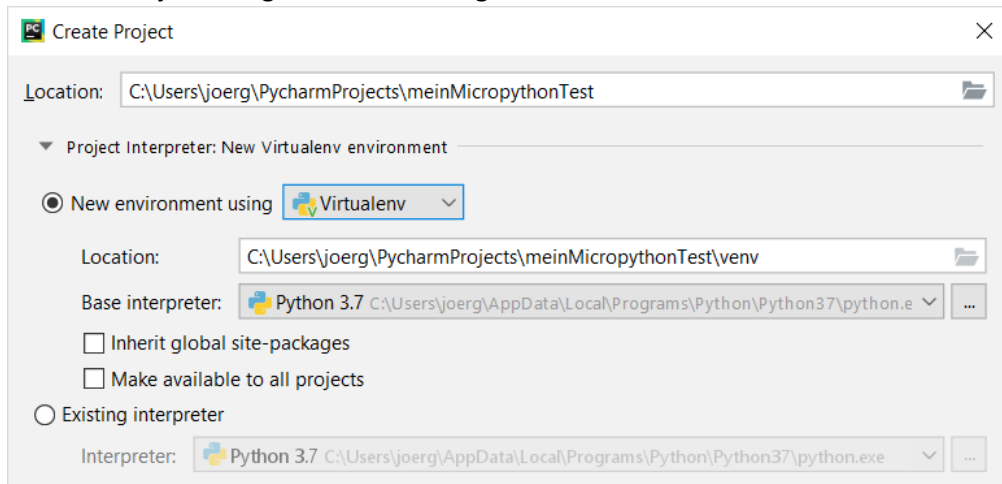 PC Create Project
Location: C:\Users\joerg\PycharmProjects\meinMicropythonTest
Project Interpreter: New Virtualenv environment
New environment using Virtualenv
Location: C:\Users\joerg\PycharmProjects\meinMicropythonTest\venv
Base interpreter: Python 3.7 C:\Users\joerg\AppData\Local\Programs\Python\Python37\python.e ...
Inherit global site-packages
Make available to all projects
Existing interpreter
Interpreter: Python 3.7 C:\Users\joerg\AppData\Local\Programs\Python\Python37\python.exe ...